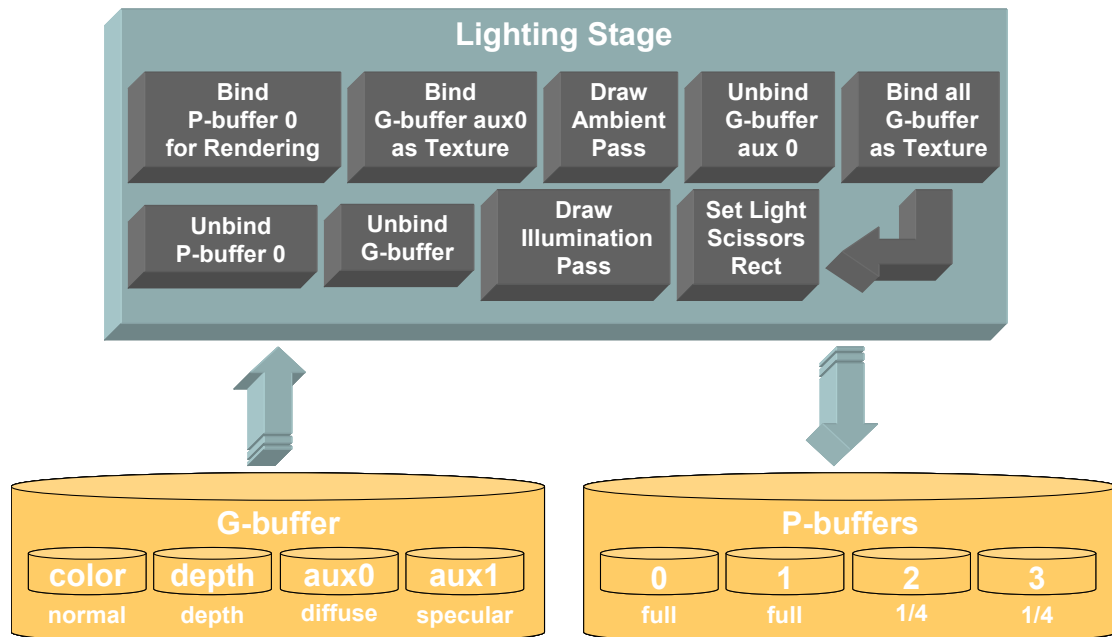 Lighting Stage
Bind
P-buffer 0
for Rendering
Bind
G-buffer aux0
as Texture
Draw
Ambient
Pass
Unbind
G-buffer
aux 0
Bind all
G-buffer
as Texture
Unbind
P-buffer 0
Unbind
G-buffer
Draw
Illumination
Pass
Set Light
Scissors
Rect
G-buffer
color
depth
aux0
aux1
normal
depth
diffuse
specular
P-buffers
0
1
2
3
full
full
1/4
1/4